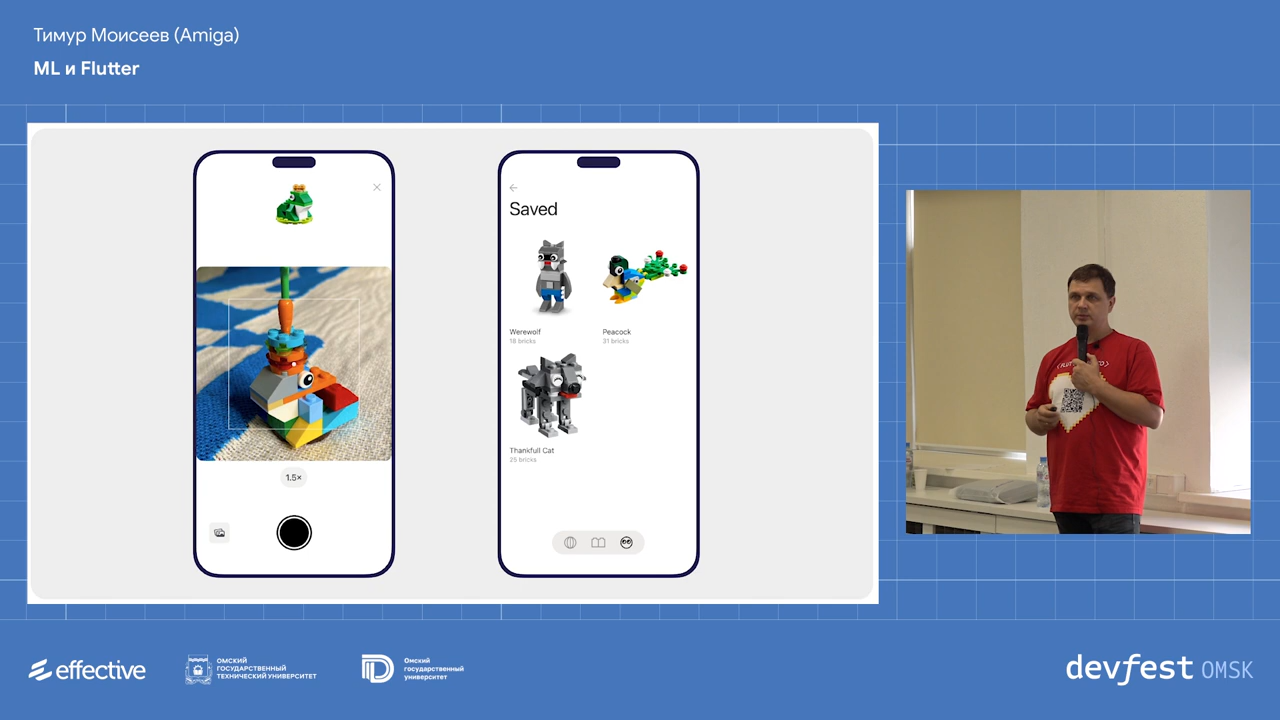 Тимур Моисеев (Amiga)
ML и Flutter
1.5×
Saved
Werewolf
18 bricks
Peacock
31 bricks
Thankfull Cat
25 bricks
effective
ОМСКИЙ
ГОСУДАРСТВЕННЫЙ
ТЕХНИЧЕСКИЙ УНИВЕРСИТЕТ
Омский
государственный
университет
devfest OMSK